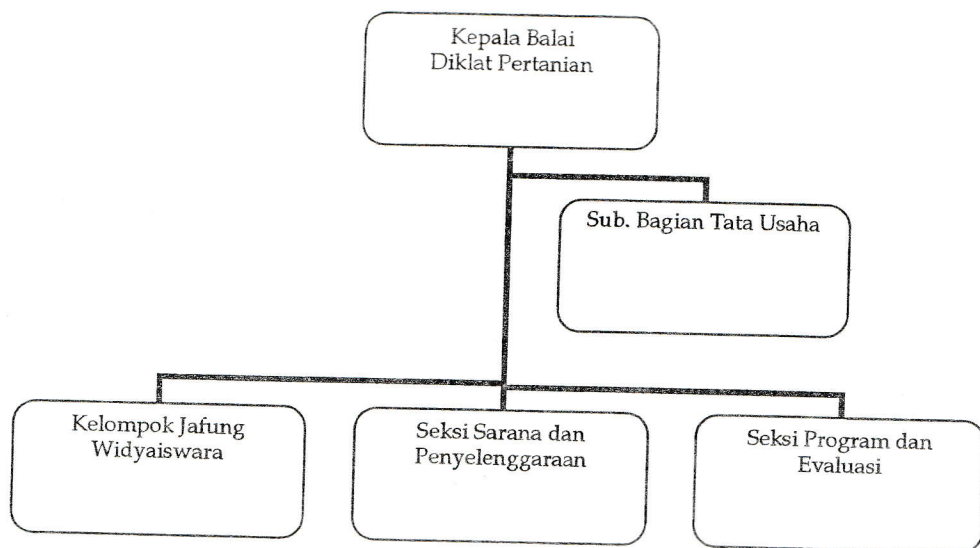 Kepala Balai
Diklat Pertanian
Sub. Bagian Tata Usaha
Kelompok Jafung
Widyaiswara
Seksi Sarana dan
Penyelenggaraan
Seksi Program dan
Evaluasi